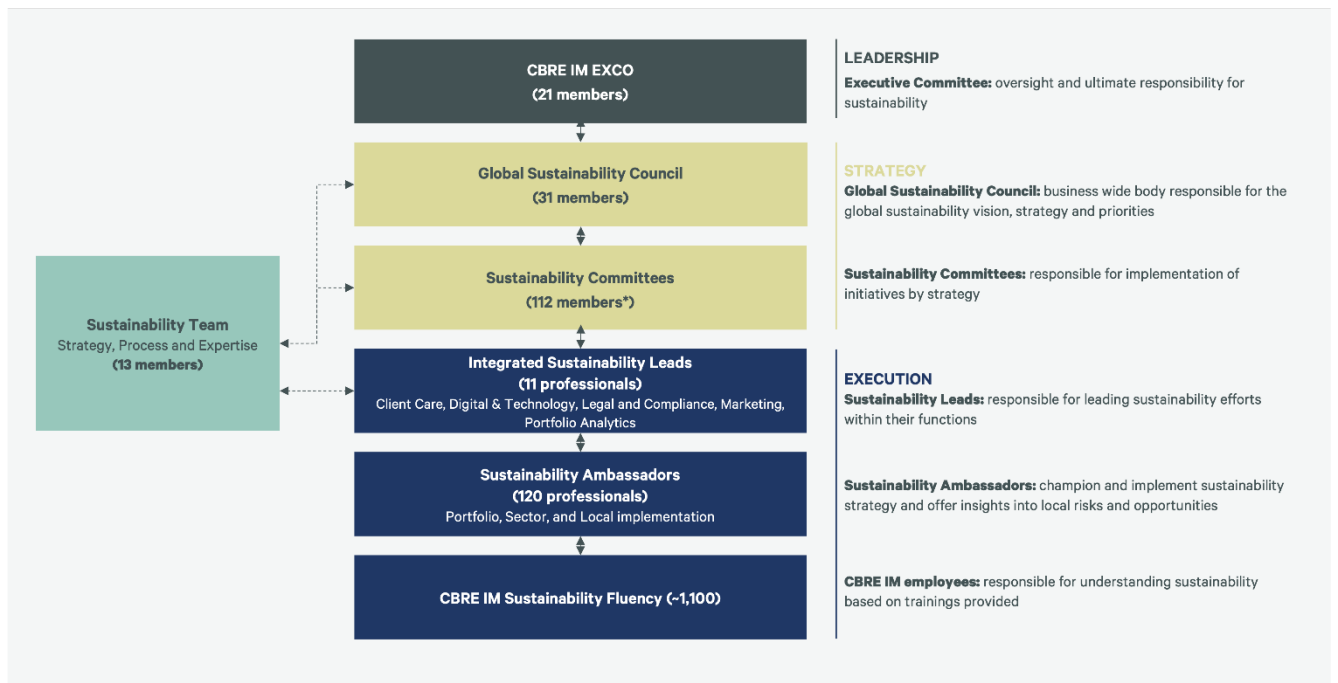 CBRE IM EXCO
(21 members)
LEADERSHIP
Executive Committee: oversight and ultimate responsibility for
sustainability
Global Sustainability Council
(31 members)
STRATEGY
Global Sustainability Council: business wide body responsible for the
global sustainability vision, strategy and priorities
Sustainability Committees
(112 members*)
Sustainability Committees: responsible for implementation of
initiatives by strategy
Sustainability Team
Strategy, Process and Expertise
(13 members)
Integrated Sustainability Leads
(11 professionals)
Client Care, Digital & Technology, Legal and Compliance, Marketing,
Portfolio Analytics
EXECUTION
Sustainability Leads: responsible for leading sustainability efforts
within their functions
Sustainability Ambassadors
(120 professionals)
Portfolio, Sector, and Local implementation
Sustainability Ambassadors: champion and implement sustainability
strategy and offer insights into local risks and opportunities
CBRE IM Sustainability Fluency (~1,100)
CBRE IM employees: responsible for understanding sustainability
based on trainings provided